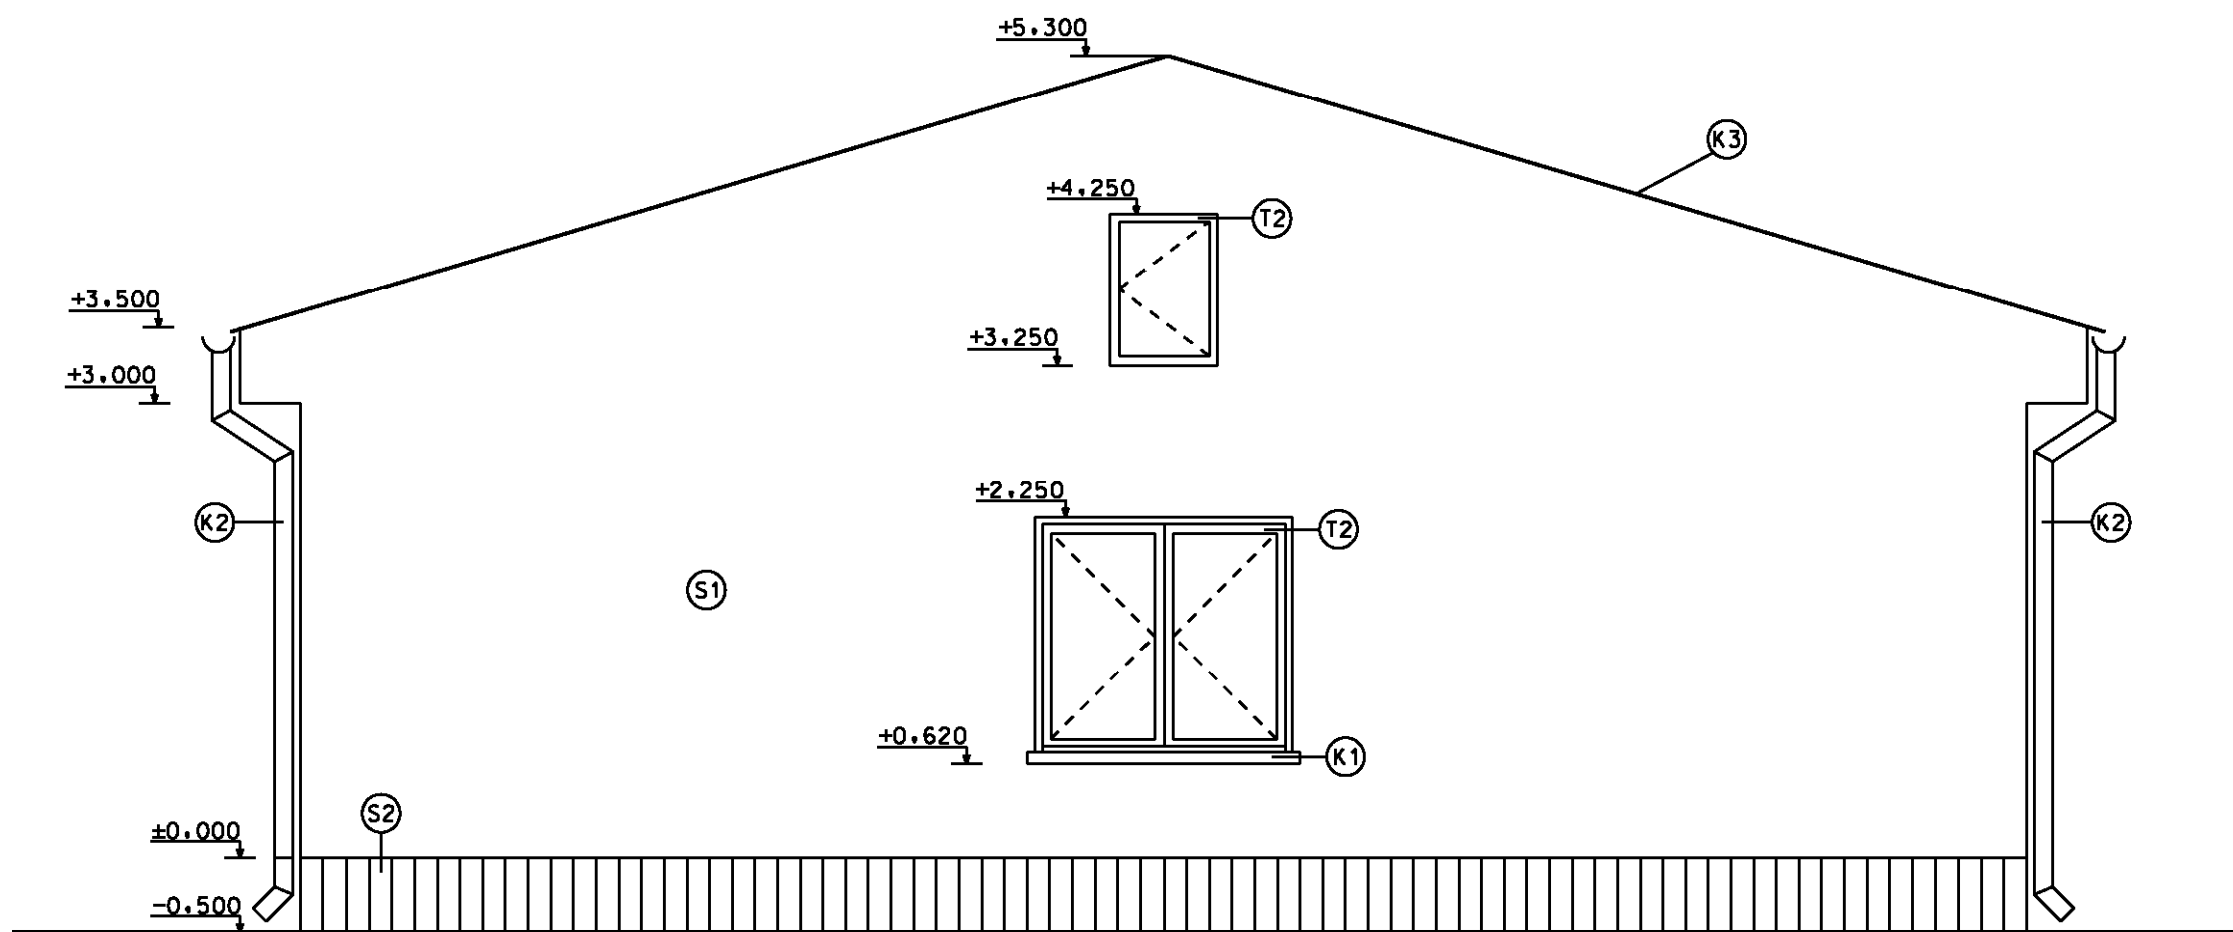 +5.300
K3
+4.250
T2
+3.500
+3.250
+3.000
+2.250
K2
T2
K2
S1
+0.620
K1
S2
±0.000
-0.500